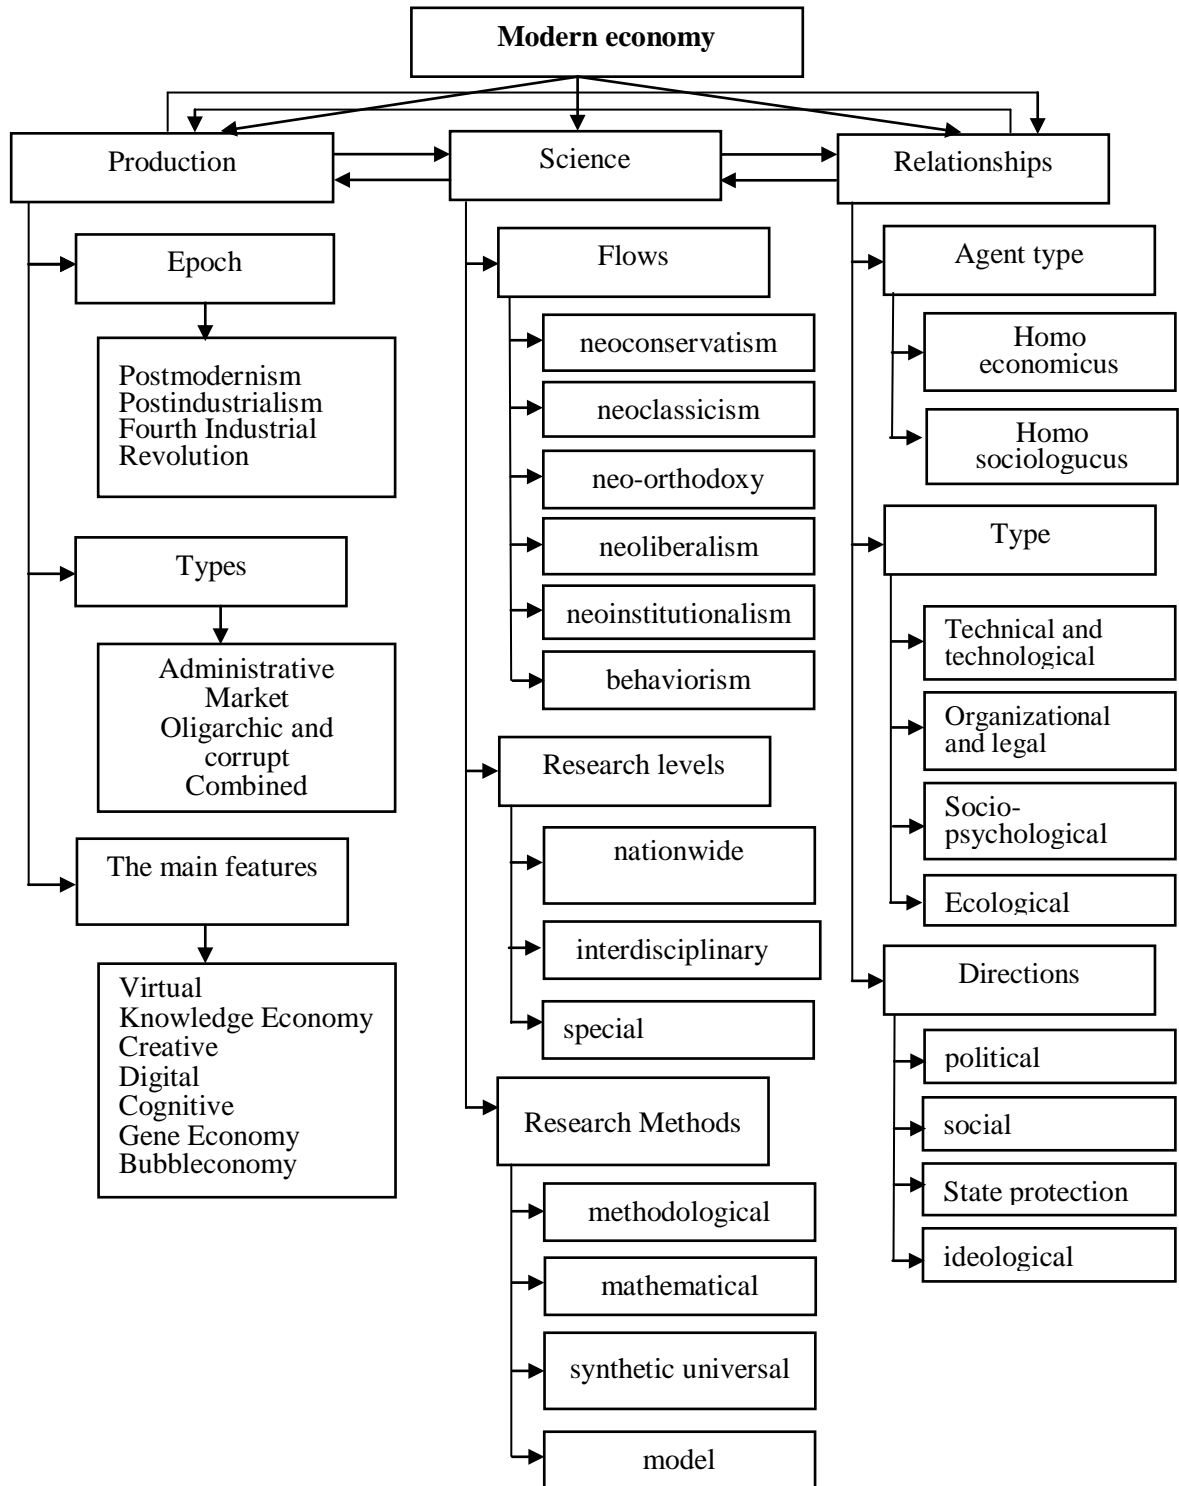 Modern economy
Production
Science
Relationships
Epoch
Postmodernism
Postindustrialism
Fourth Industrial
Revolution
Types
Administrative
Market
Oligarchic and
corrupt
Combined
The main features
Virtual
Knowledge Economy
Creative
Digital
Cognitive
Gene Economy
Bubbleconomy
Flows
neoconservatism
neoclassicism
neo-orthodoxy
neoliberalism
neoinstitutionalism
behaviorism
Research levels
nationwide
interdisciplinary
special
Research Methods
methodological
mathematical
synthetic universal
model
Agent type
Homo
economicus
Homo
sociologucus
Type
Technical and
technological
Organizational
and legal
Socio-
psychological
Ecological
Directions
political
social
State protection
ideological